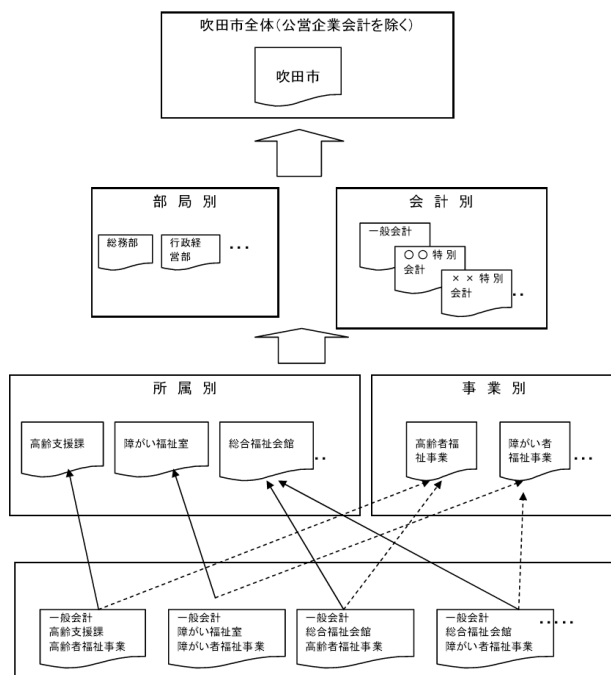 吹田市全体（公営企業会計を除く）
吹田市
部局別
総務部
行政経
営部
･･･
会計別
一般会計
○○特別
会計
××特別
会計
･･
所属別
高齢支援課
障がい福祉室
総合福祉会館
･･
事業別
高齢者福
祉事業
障がい者
福祉事業
･･･
一般会計
高齢支援課
高齢者福祉事業
一般会計
障がい福祉室
障がい者福祉事業
一般会計
総合福祉会館
高齢者福祉事業
一般会計
総合福祉会館
障がい者福祉事業
･････